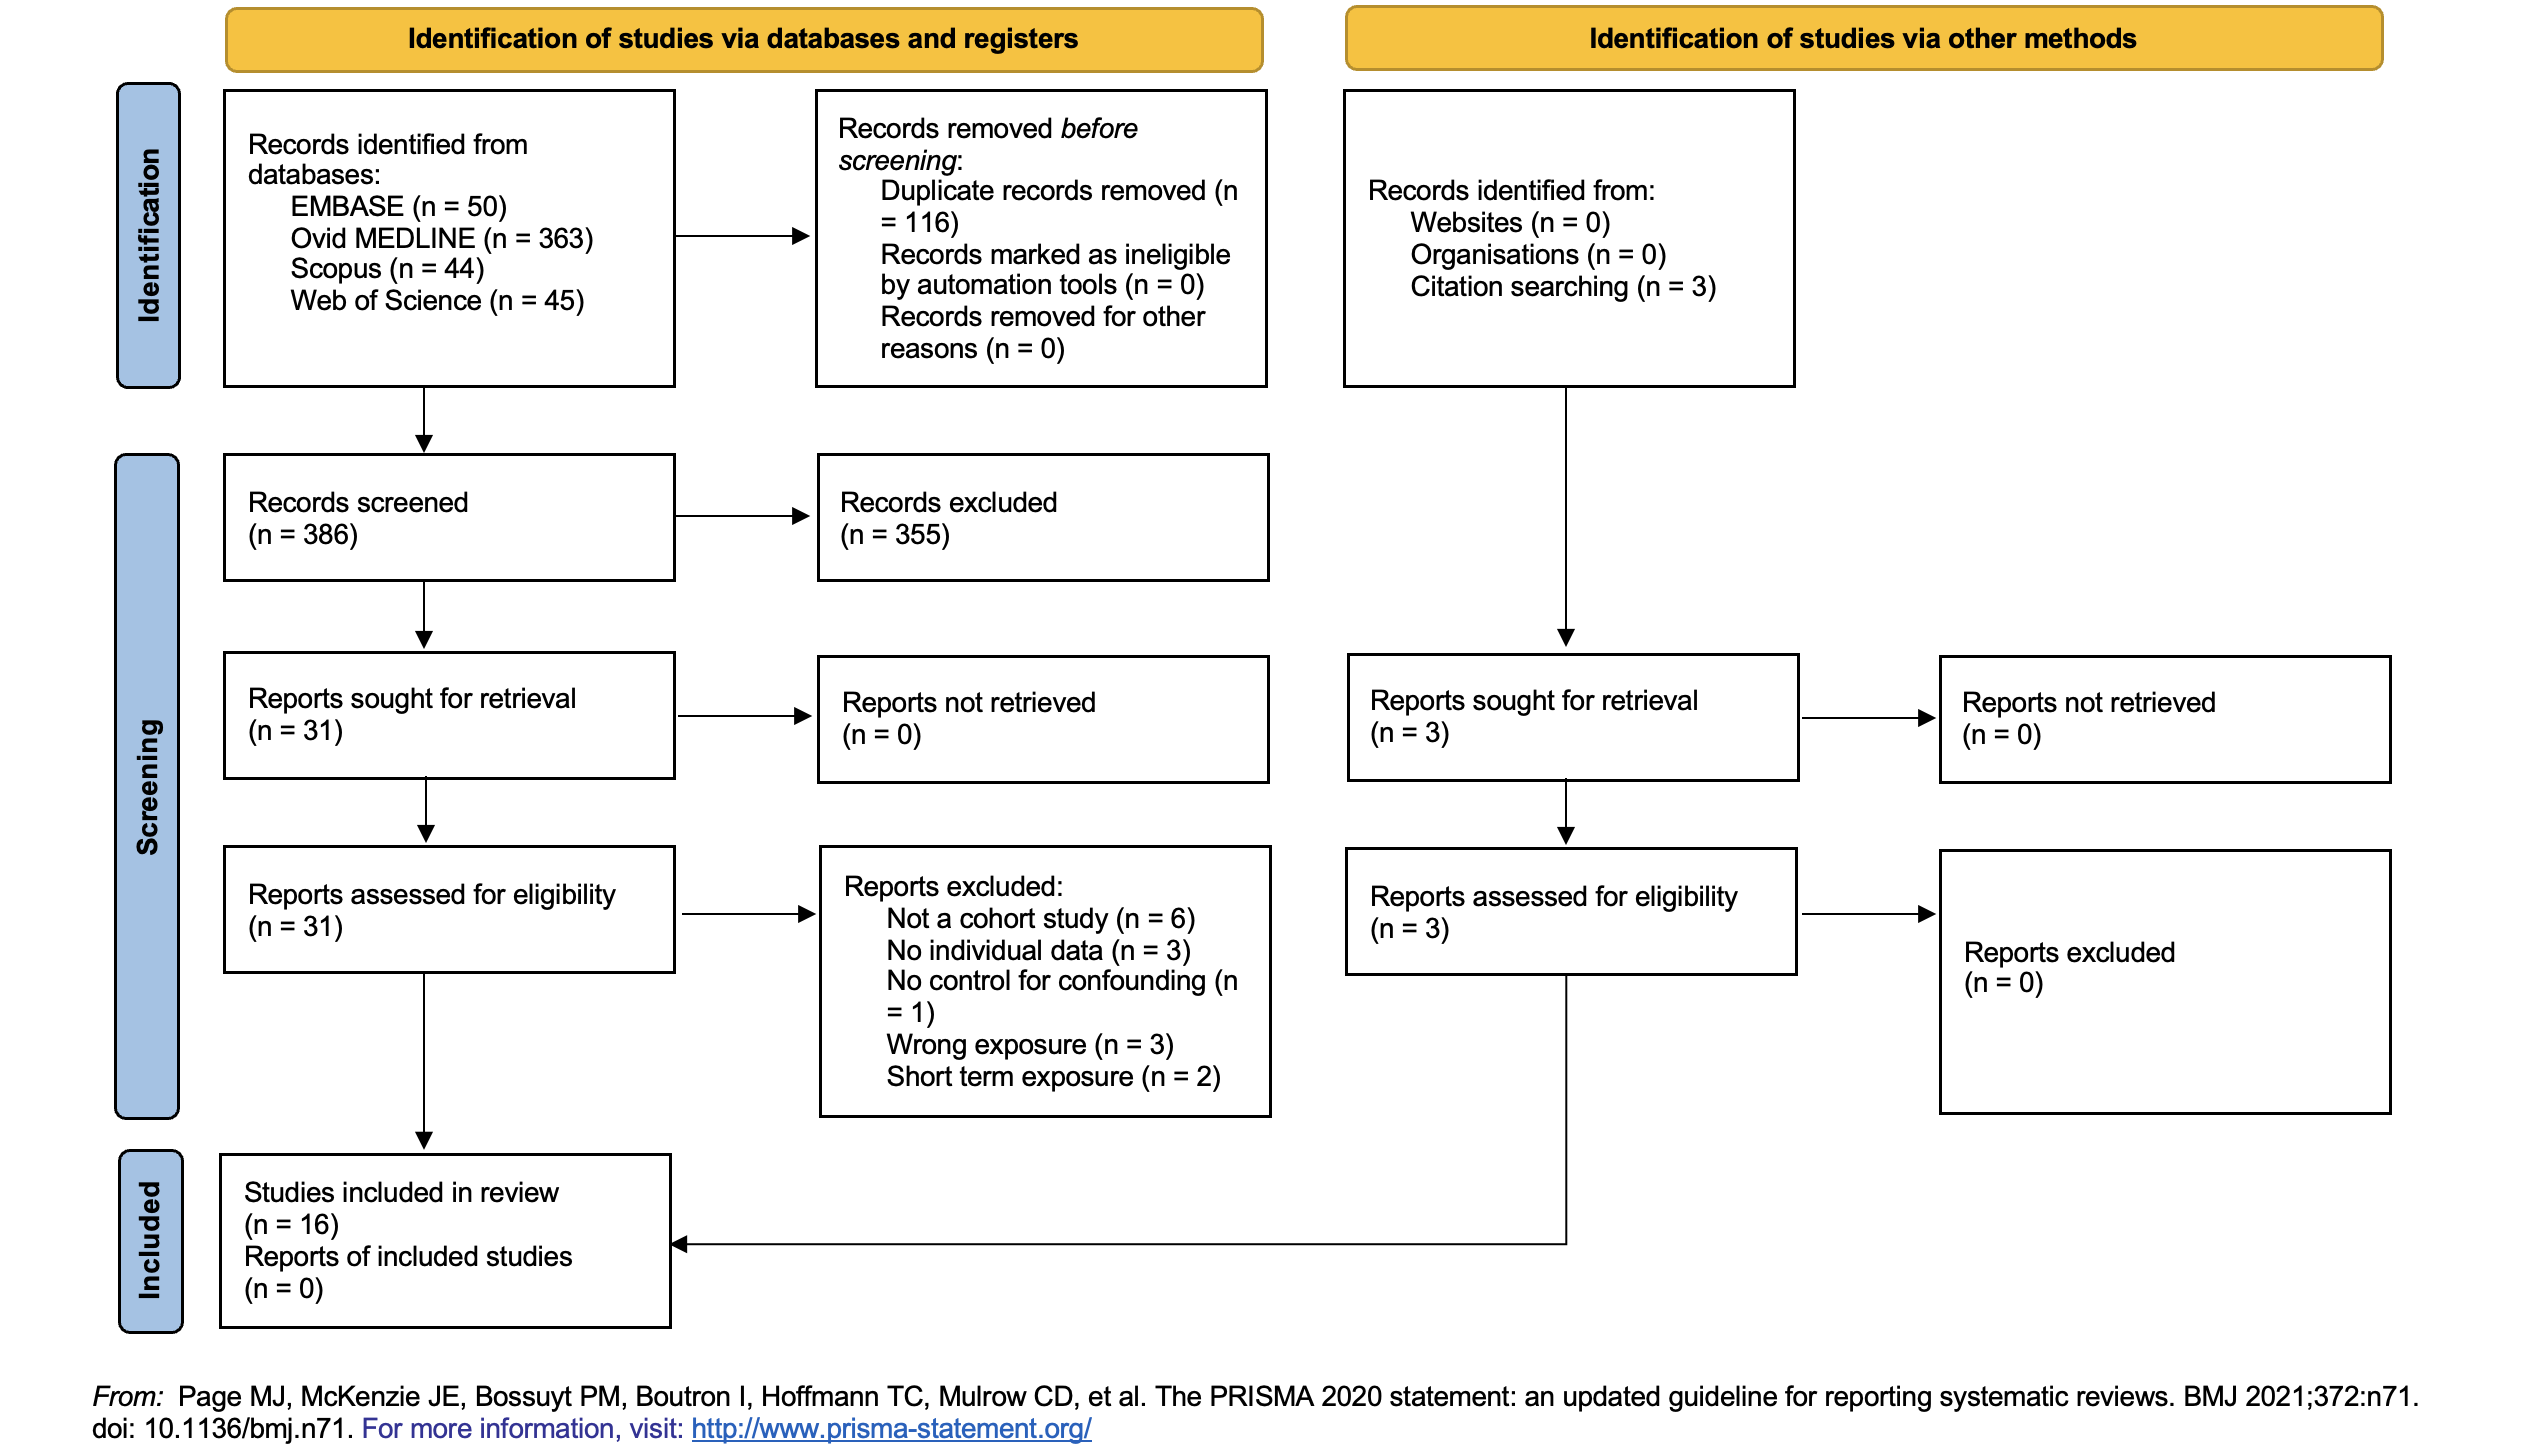 Identification of studies via databases and registers
Identification of studies via other methods
Identification
Records identified from
databases:
EMBASE (n = 50)
Ovid MEDLINE (n = 363)
Scopus (n = 44)
Web of Science (n = 45)
Records removed before
screening:
Duplicate records removed (n
= 116)
Records marked as ineligible
by automation tools (n = 0)
Records removed for other
reasons (n = 0)
Records identified from:
Websites (n = 0)
Organisations (n = 0)
Citation searching (n = 3)
Screening
Records screened
(n = 386)
Records excluded
(n = 355)
Reports sought for retrieval
(n = 31)
Reports not retrieved
(n = 0)
Reports sought for retrieval
(n = 3)
Reports not retrieved
(n = 0)
Reports assessed for eligibility
(n = 31)
Reports excluded:
Not a cohort study (n = 6)
No individual data (n = 3)
No control for confounding (n
= 1)
Wrong exposure (n = 3)
Short term exposure (n = 2)
Reports assessed for eligibility
(n = 3)
Reports excluded
(n = 0)
Included
Studies included in review
(n = 16)
Reports of included studies
(n = 0)
From:  Page MJ, McKenzie JE, Bossuyt PM, Boutron I, Hoffmann TC, Mulrow CD, et al. The PRISMA 2020 statement: an updated guideline for reporting systematic reviews. BMJ 2021;372:n71.
doi: 10.1136/bmj.n71. For more information, visit: http://www.prisma-statement.org/